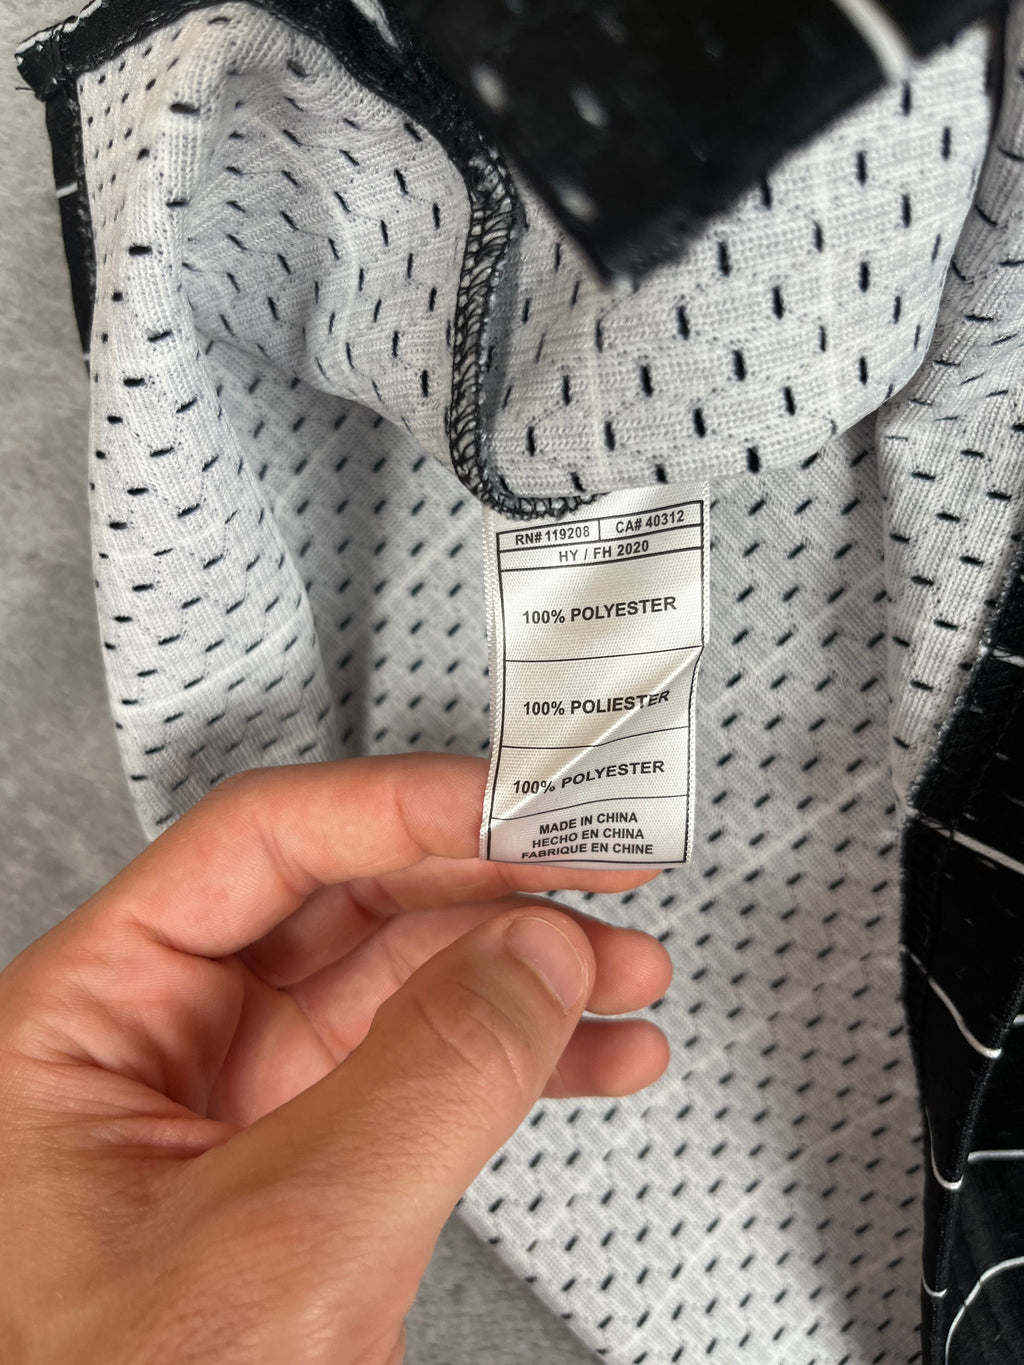 RN# 119208 CA# 40312
HY / FH 2020
100% POLYESTER
100% POLIESTER
100% POLYESTER
MADE IN CHINA
HECHO EN CHINA
FABRIQUE EN CHINE